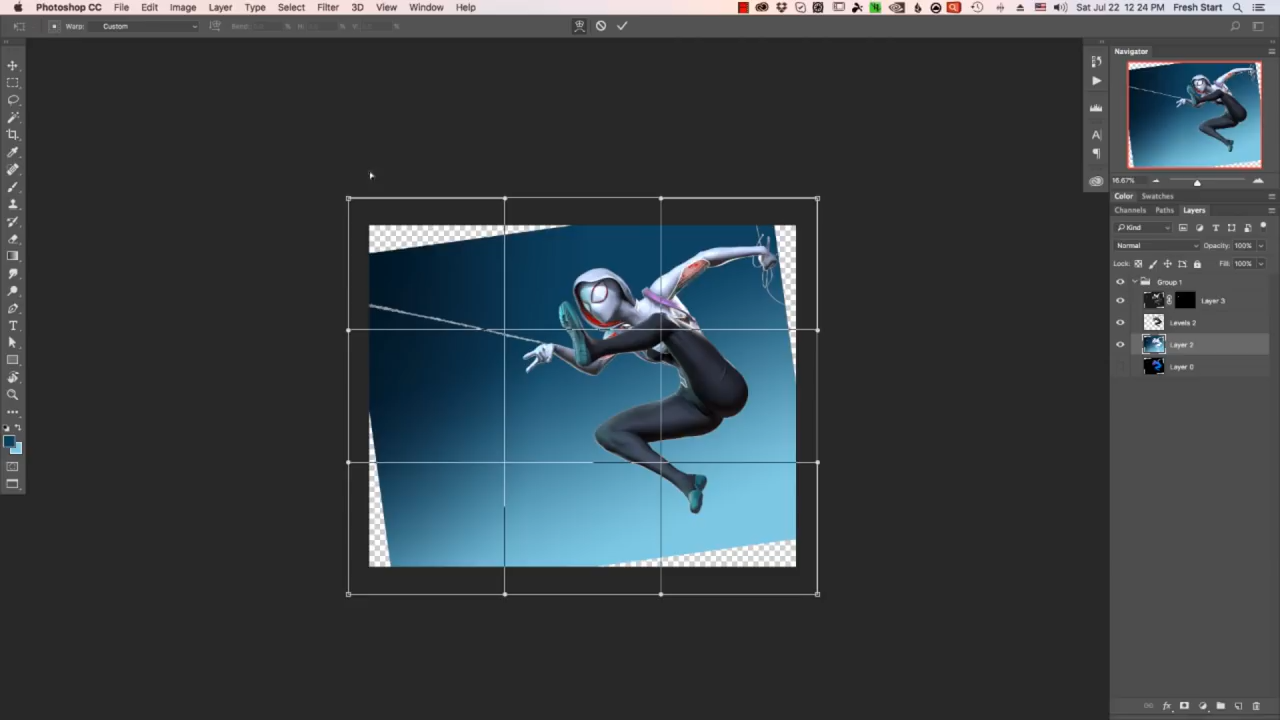 Photoshop CC File Edit Image Layer Type Select Filter 3D View Window Help Sat Jul 22 12:24 PM Fresh Start
Warp: Custom Bend: % H: % V: %
Navigator
16.67%
Color Swatches
Channels Paths Layers
Kind
Normal Opacity: 100%
Lock: Fill: 100%
Group 1
Layer 3
Levels 2
Layer 2
Layer 0